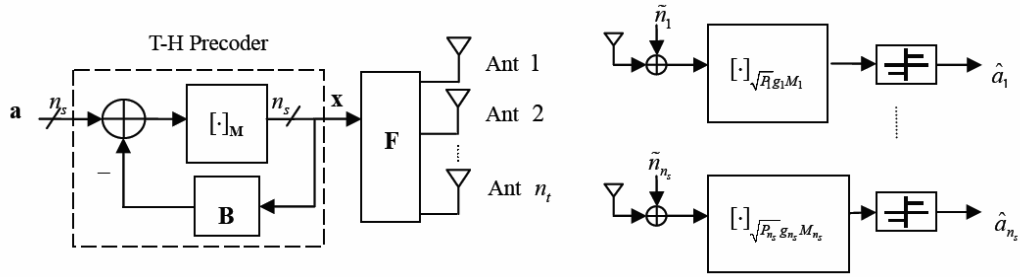 T-H Precoder
a
n_s
[·]_M
n_s
x
−
B
F
Ant 1
Ant 2
Ant n_t
ñ_1
[·]_{√P_1 g_1 M_1}
â_1
ñ_{n_s}
[·]_{√P_{n_s} g_{n_s} M_{n_s}}
â_{n_s}